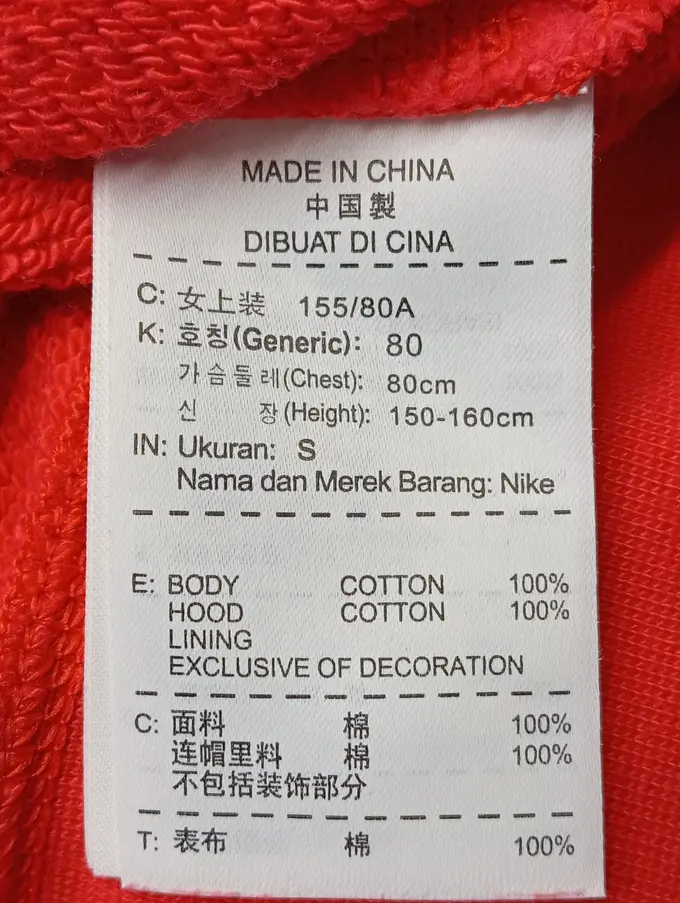 MADE IN CHINA
中国製
DIBUAT DI CINA
C: 女上装 155/80A
K: 호칭(Generic): 80
가슴둘레(Chest): 80cm
신 장(Height): 150-160cm
IN: Ukuran: S
Nama dan Merek Barang: Nike
E: BODY COTTON 100%
HOOD COTTON 100%
LINING
EXCLUSIVE OF DECORATION
C: 面料 棉 100%
连帽里料 棉 100%
不包括装饰部分
T: 表布 棉 100%